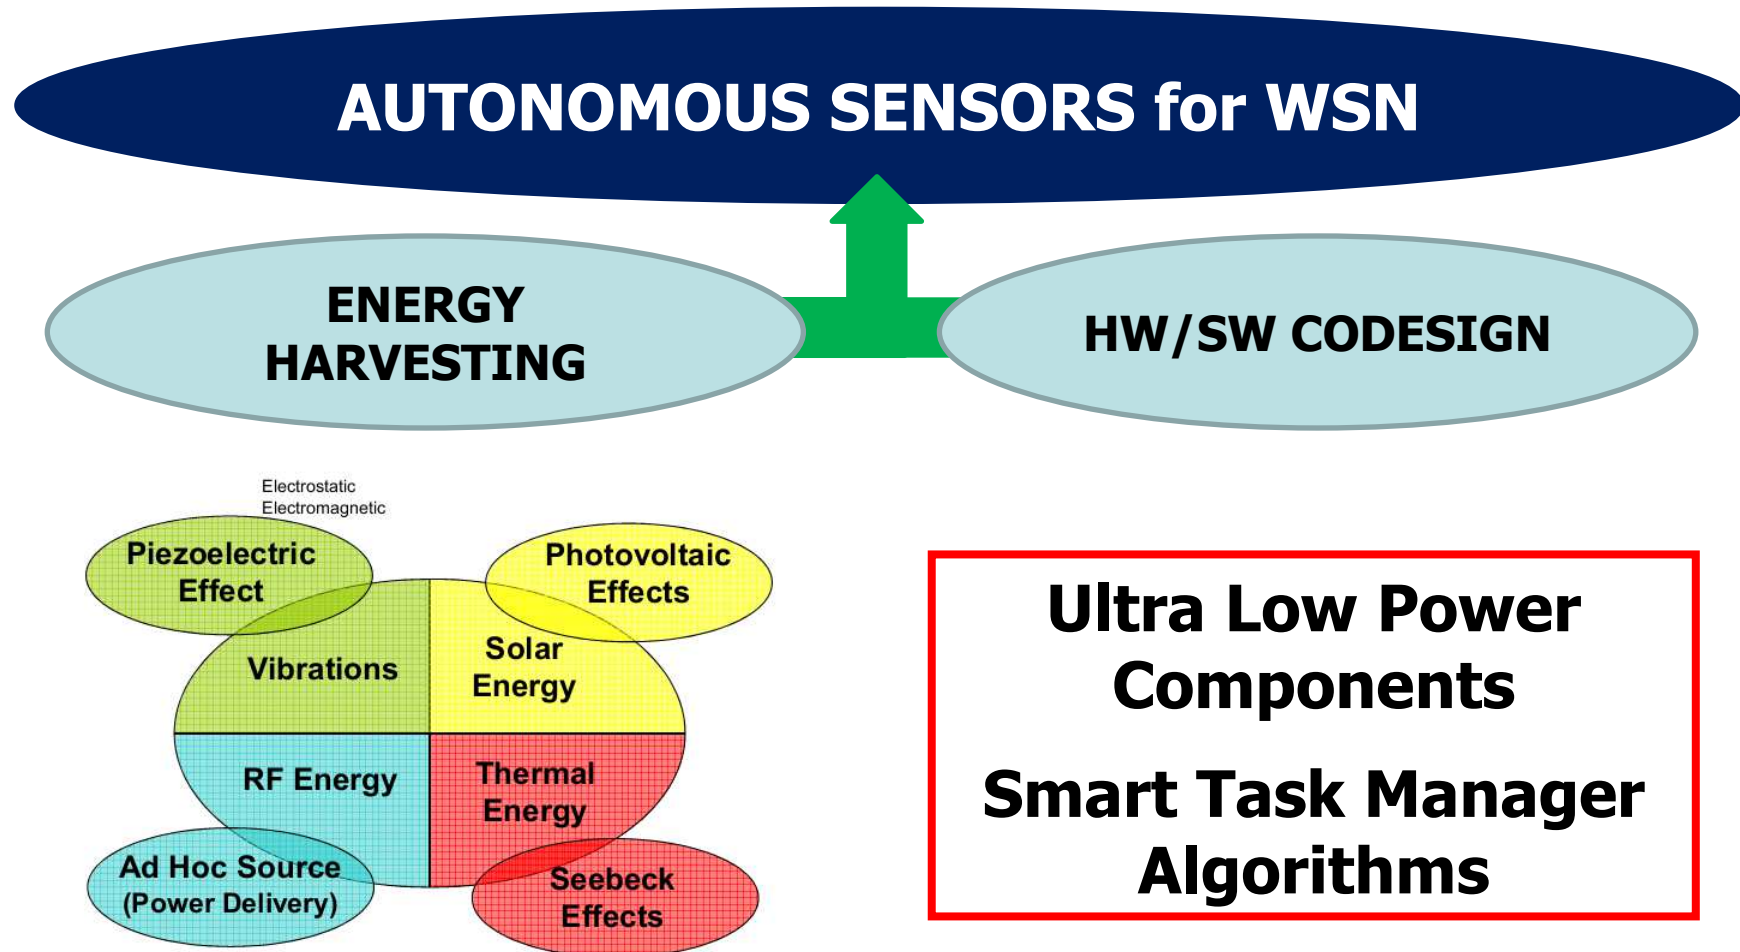 AUTONOMOUS SENSORS for WSN
ENERGY
HARVESTING
HW/SW CODESIGN
Electrostatic
Electromagnetic
Piezoelectric
Effect
Photovoltaic
Effects
Vibrations
Solar
Energy
RF Energy
Thermal
Energy
Ad Hoc Source
(Power Delivery)
Seebeck
Effects
Ultra Low Power
Components
Smart Task Manager
Algorithms